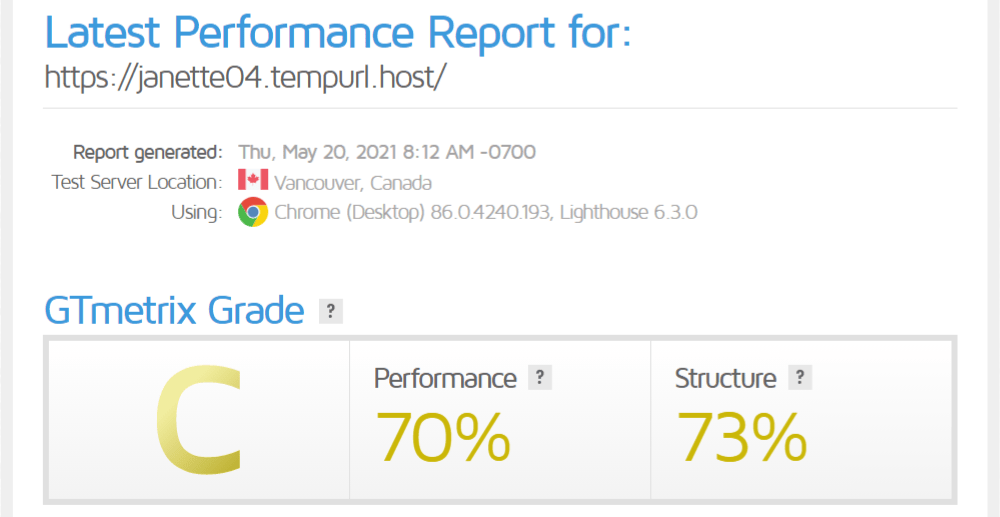 Latest Performance Report for:
https://janette04.tempurl.host/
Report generated: Thu, May 20, 2021 8:12 AM -0700
Test Server Location: Vancouver, Canada
Using: Chrome (Desktop) 86.0.4240.193, Lighthouse 6.3.0
GTmetrix Grade ?
C
Performance ?
70%
Structure ?
73%